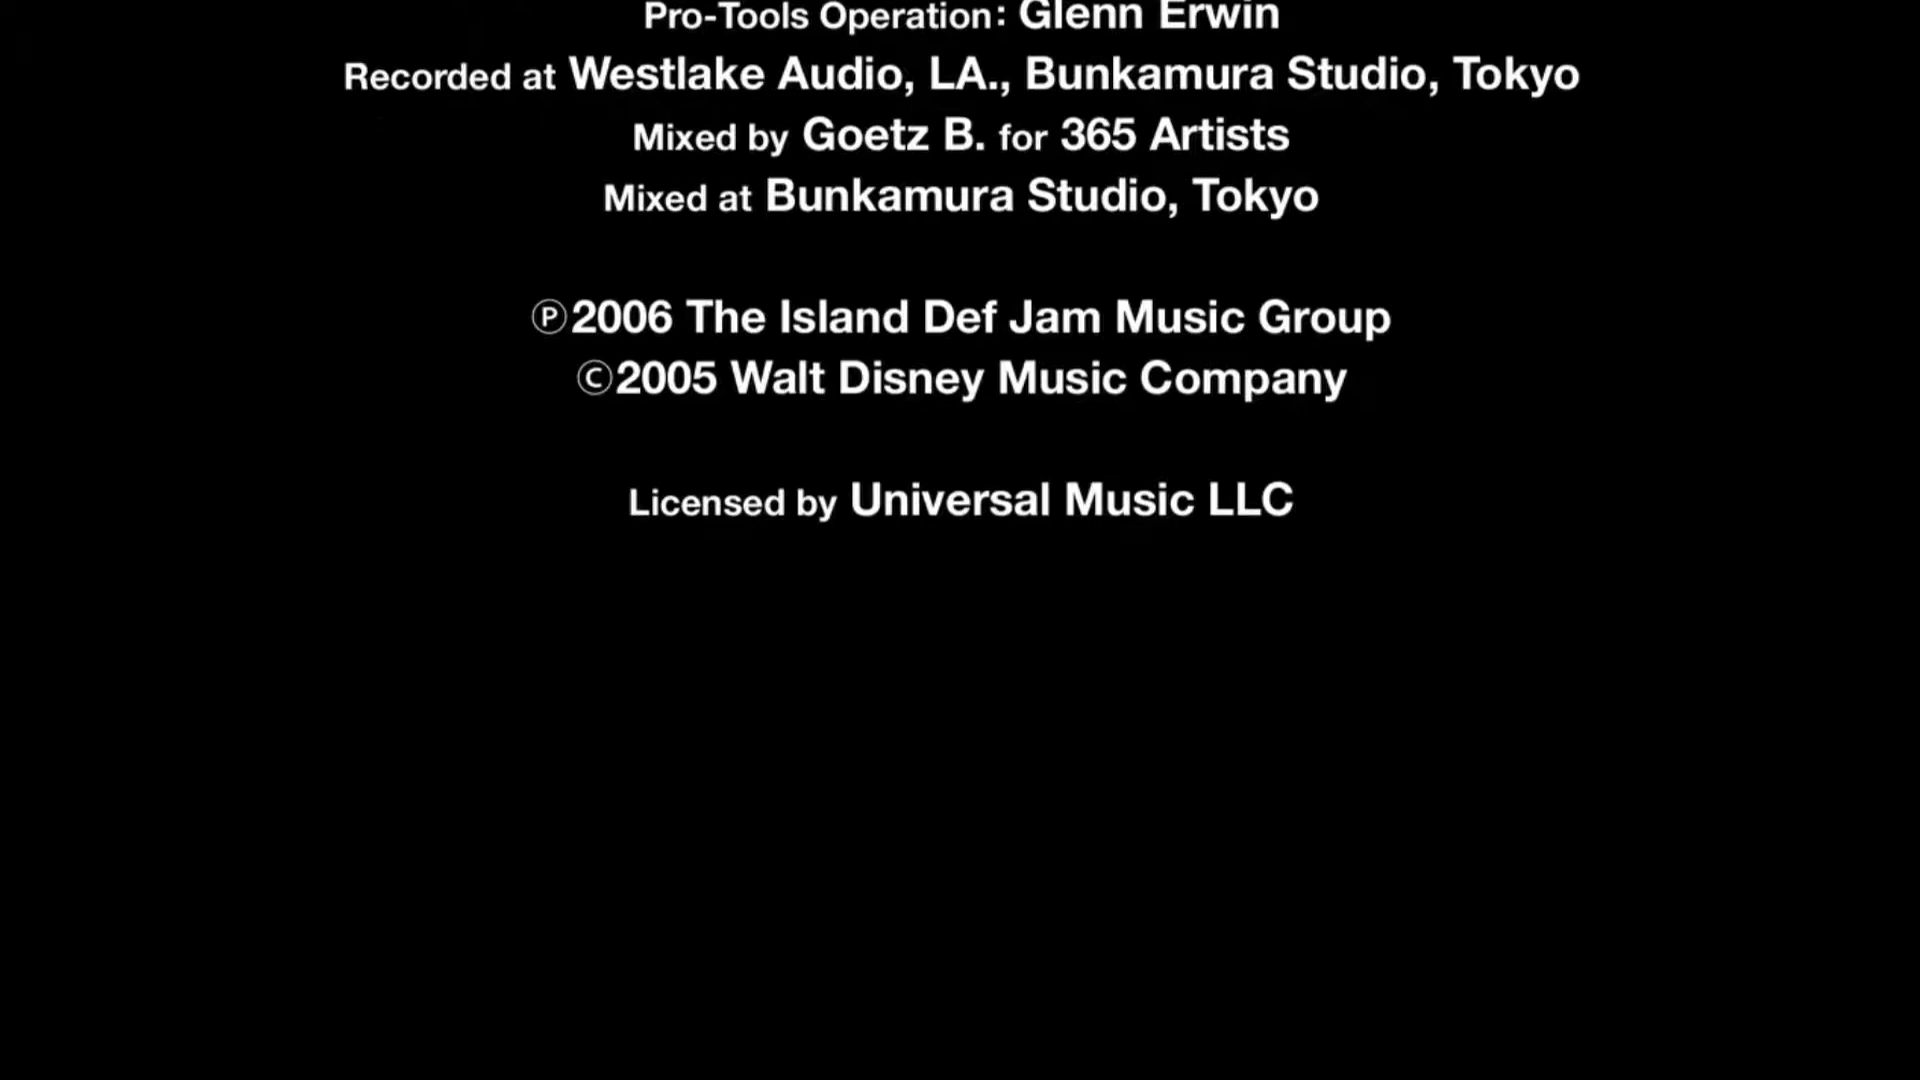 Pro-Tools Operation: Glenn Erwin
Recorded at Westlake Audio, LA., Bunkamura Studio, Tokyo
Mixed by Goetz B. for 365 Artists
Mixed at Bunkamura Studio, Tokyo
℗2006 The Island Def Jam Music Group
©2005 Walt Disney Music Company
Licensed by Universal Music LLC